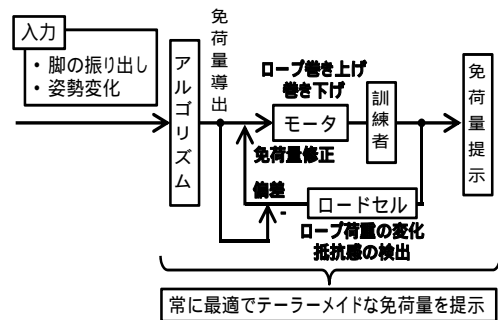 入力
・脚の振り出し
・姿勢変化
アルゴリズム
免荷量導出
ロープ巻き上げ
巻き下げ
モータ
訓練者
免荷量提示
免荷量修正
偏差
-
ロードセル
ロープ荷重の変化
抵抗感の検出
常に最適でテーラーメイドな免荷量を提示